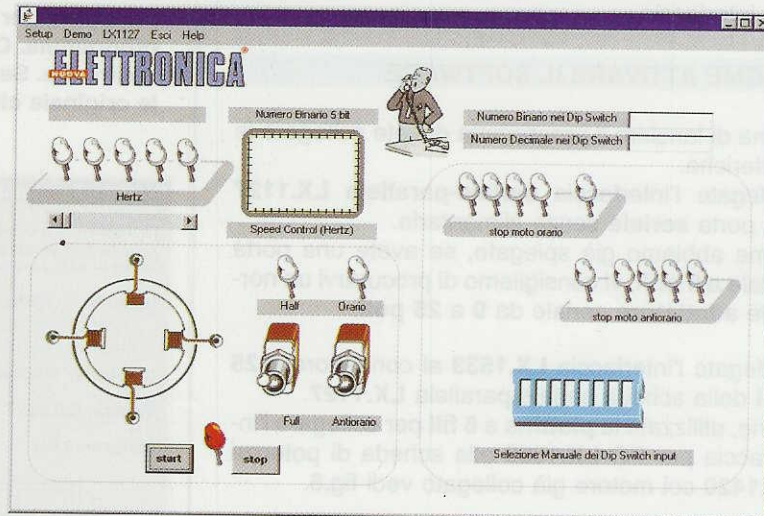 Setup Demo LX1127 Esci Help
NUOVA
ELETTRONICA
Numero Binario 5 bit
Numero Binario nei Dip Switch
Numero Decimale nei Dip Switch
Hertz
Speed Control (Hertz)
stop moto orario
Half Orario
stop moto antiorario
Full Antiorario
start stop
Selezione Manuale dei Dip Switch input